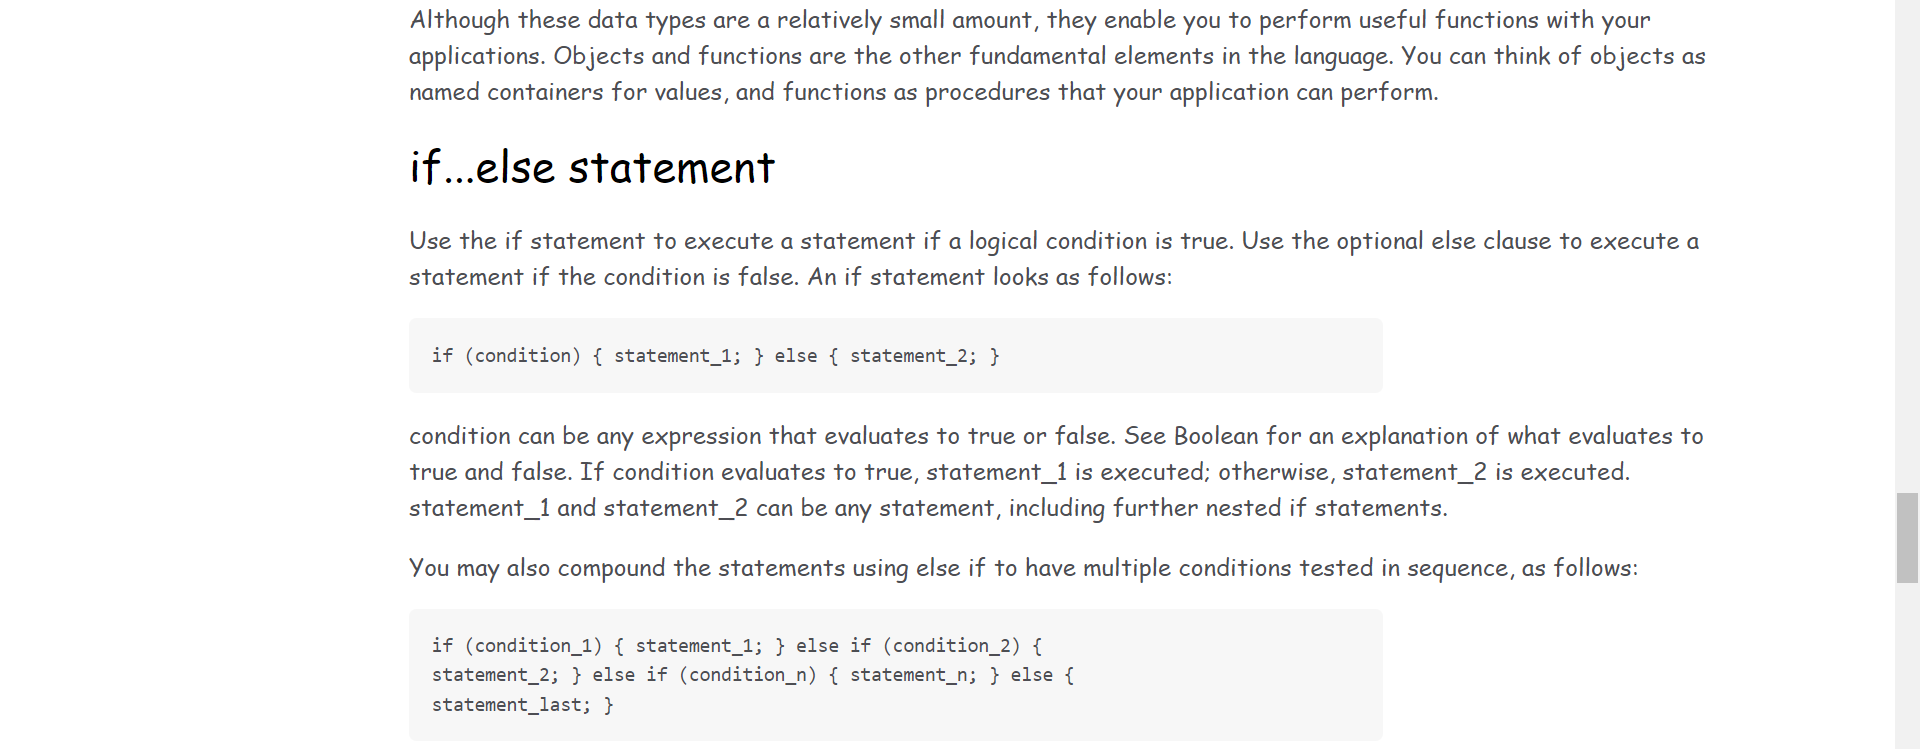 Although these data types are a relatively small amount, they enable you to perform useful functions with your
applications. Objects and functions are the other fundamental elements in the language. You can think of objects as
named containers for values, and functions as procedures that your application can perform.
if...else statement
Use the if statement to execute a statement if a logical condition is true. Use the optional else clause to execute a
statement if the condition is false. An if statement looks as follows:
if (condition) { statement_1; } else { statement_2; }
condition can be any expression that evaluates to true or false. See Boolean for an explanation of what evaluates to
true and false. If condition evaluates to true, statement_1 is executed; otherwise, statement_2 is executed.
statement_1 and statement_2 can be any statement, including further nested if statements.
You may also compound the statements using else if to have multiple conditions tested in sequence, as follows:
if (condition_1) { statement_1; } else if (condition_2) {
statement_2; } else if (condition_n) { statement_n; } else {
statement_last; }